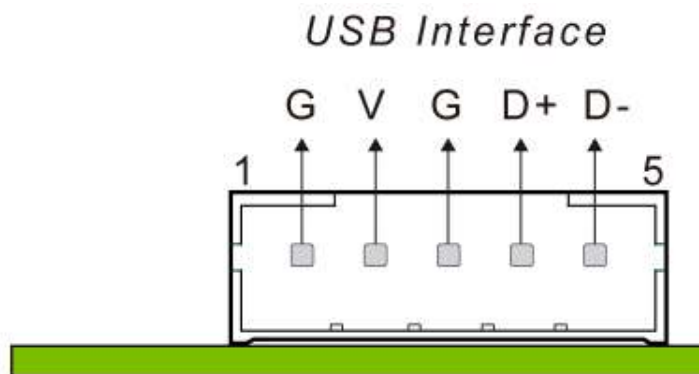 USB Interface
G V G D+ D-
1 5